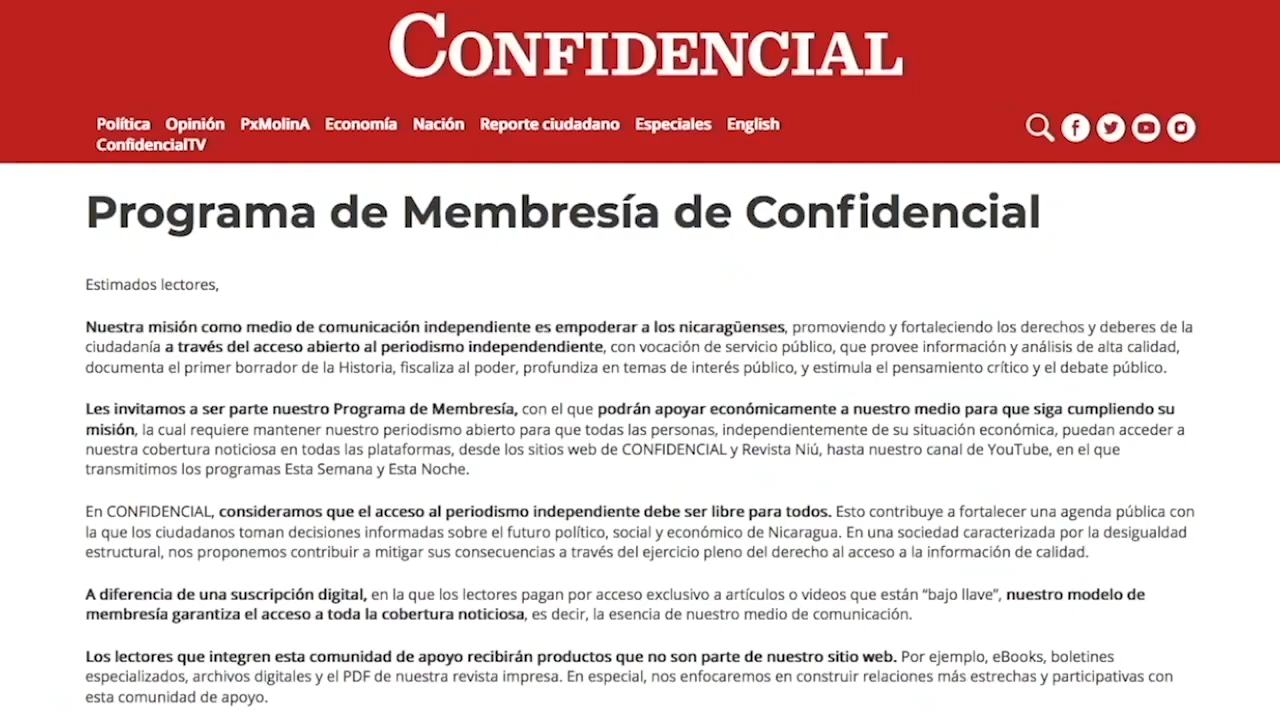 CONFIDENCIAL
Política Opinión PxMolinA Economía Nación Reporte ciudadano Especiales English
ConfidencialTV
Programa de Membresía de Confidencial
Estimados lectores,
Nuestra misión como medio de comunicación independiente es empoderar a los nicaragüenses, promoviendo y fortaleciendo los derechos y deberes de la
ciudadanía a través del acceso abierto al periodismo independendiente, con vocación de servicio público, que provee información y análisis de alta calidad,
documenta el primer borrador de la Historia, fiscaliza al poder, profundiza en temas de interés público, y estimula el pensamiento crítico y el debate público.
Les invitamos a ser parte nuestro Programa de Membresía, con el que podrán apoyar económicamente a nuestro medio para que siga cumpliendo su
misión, la cual requiere mantener nuestro periodismo abierto para que todas las personas, independientemente de su situación económica, puedan acceder a
nuestra cobertura noticiosa en todas las plataformas, desde los sitios web de CONFIDENCIAL y Revista Niú, hasta nuestro canal de YouTube, en el que
transmitimos los programas Esta Semana y Esta Noche.
En CONFIDENCIAL, consideramos que el acceso al periodismo independiente debe ser libre para todos. Esto contribuye a fortalecer una agenda pública con
la que los ciudadanos toman decisiones informadas sobre el futuro político, social y económico de Nicaragua. En una sociedad caracterizada por la desigualdad
estructural, nos proponemos contribuir a mitigar sus consecuencias a través del ejercicio pleno del derecho al acceso a la información de calidad.
A diferencia de una suscripción digital, en la que los lectores pagan por acceso exclusivo a artículos o videos que están “bajo llave”, nuestro modelo de
membresía garantiza el acceso a toda la cobertura noticiosa, es decir, la esencia de nuestro medio de comunicación.
Los lectores que integren esta comunidad de apoyo recibirán productos que no son parte de nuestro sitio web. Por ejemplo, eBooks, boletines
especializados, archivos digitales y el PDF de nuestra revista impresa. En especial, nos enfocaremos en construir relaciones más estrechas y participativas con
esta comunidad de apoyo.